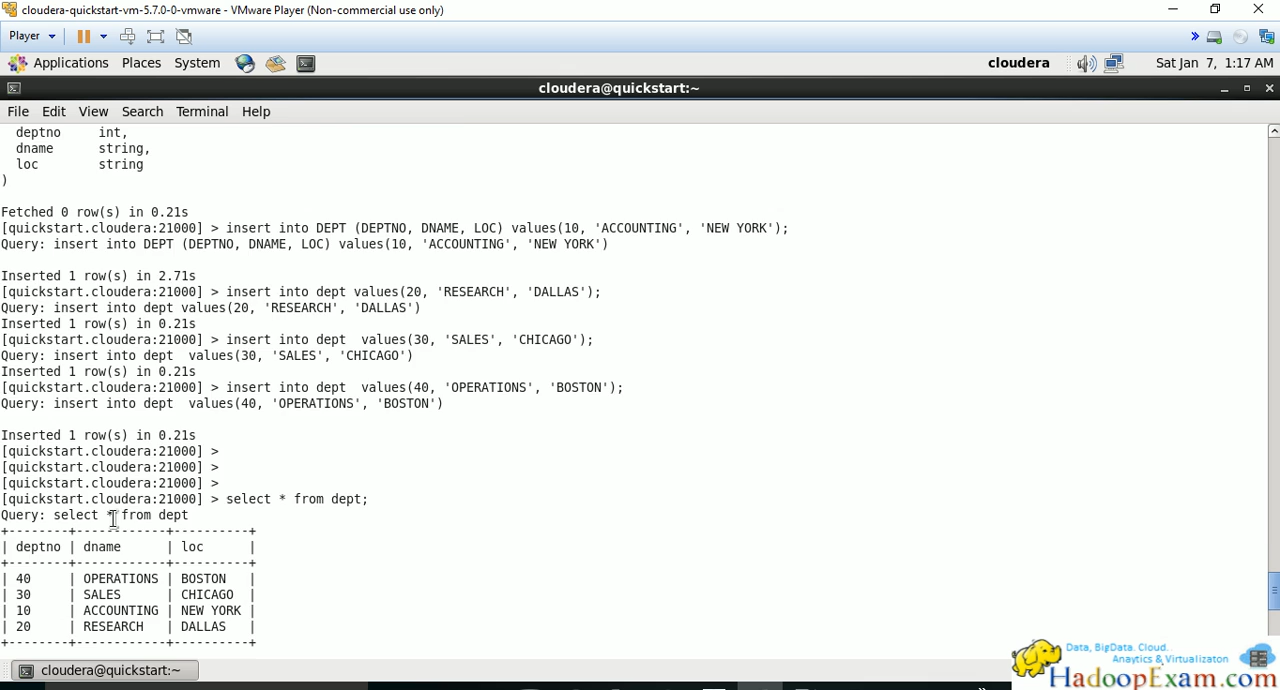 cloudera-quickstart-vm-5.7.0-0-vmware - VMware Player (Non-commercial use only)
Player
Applications Places System cloudera Sat Jan 7, 1:17 AM
cloudera@quickstart:~
File Edit View Search Terminal Help
deptno int,
dname string,
loc string
)
Fetched 0 row(s) in 0.21s
[quickstart.cloudera:21000] > insert into DEPT (DEPTNO, DNAME, LOC) values(10, 'ACCOUNTING', 'NEW YORK');
Query: insert into DEPT (DEPTNO, DNAME, LOC) values(10, 'ACCOUNTING', 'NEW YORK')
Inserted 1 row(s) in 2.71s
[quickstart.cloudera:21000] > insert into dept values(20, 'RESEARCH', 'DALLAS');
Query: insert into dept values(20, 'RESEARCH', 'DALLAS')
Inserted 1 row(s) in 0.21s
[quickstart.cloudera:21000] > insert into dept  values(30, 'SALES', 'CHICAGO');
Query: insert into dept  values(30, 'SALES', 'CHICAGO')
Inserted 1 row(s) in 0.21s
[quickstart.cloudera:21000] > insert into dept  values(40, 'OPERATIONS', 'BOSTON');
Query: insert into dept  values(40, 'OPERATIONS', 'BOSTON')
Inserted 1 row(s) in 0.21s
[quickstart.cloudera:21000] >
[quickstart.cloudera:21000] >
[quickstart.cloudera:21000] >
[quickstart.cloudera:21000] > select * from dept;
Query: select * from dept
+--------+------------+----------+
| deptno | dname      | loc      |
+--------+------------+----------+
| 40     | OPERATIONS | BOSTON   |
| 30     | SALES      | CHICAGO  |
| 10     | ACCOUNTING | NEW YORK |
| 20     | RESEARCH   | DALLAS   |
+--------+------------+----------+
cloudera@quickstart:~
Data, BigData. Cloud.
Anaytics & Virtualizaton
HadoopExam.com